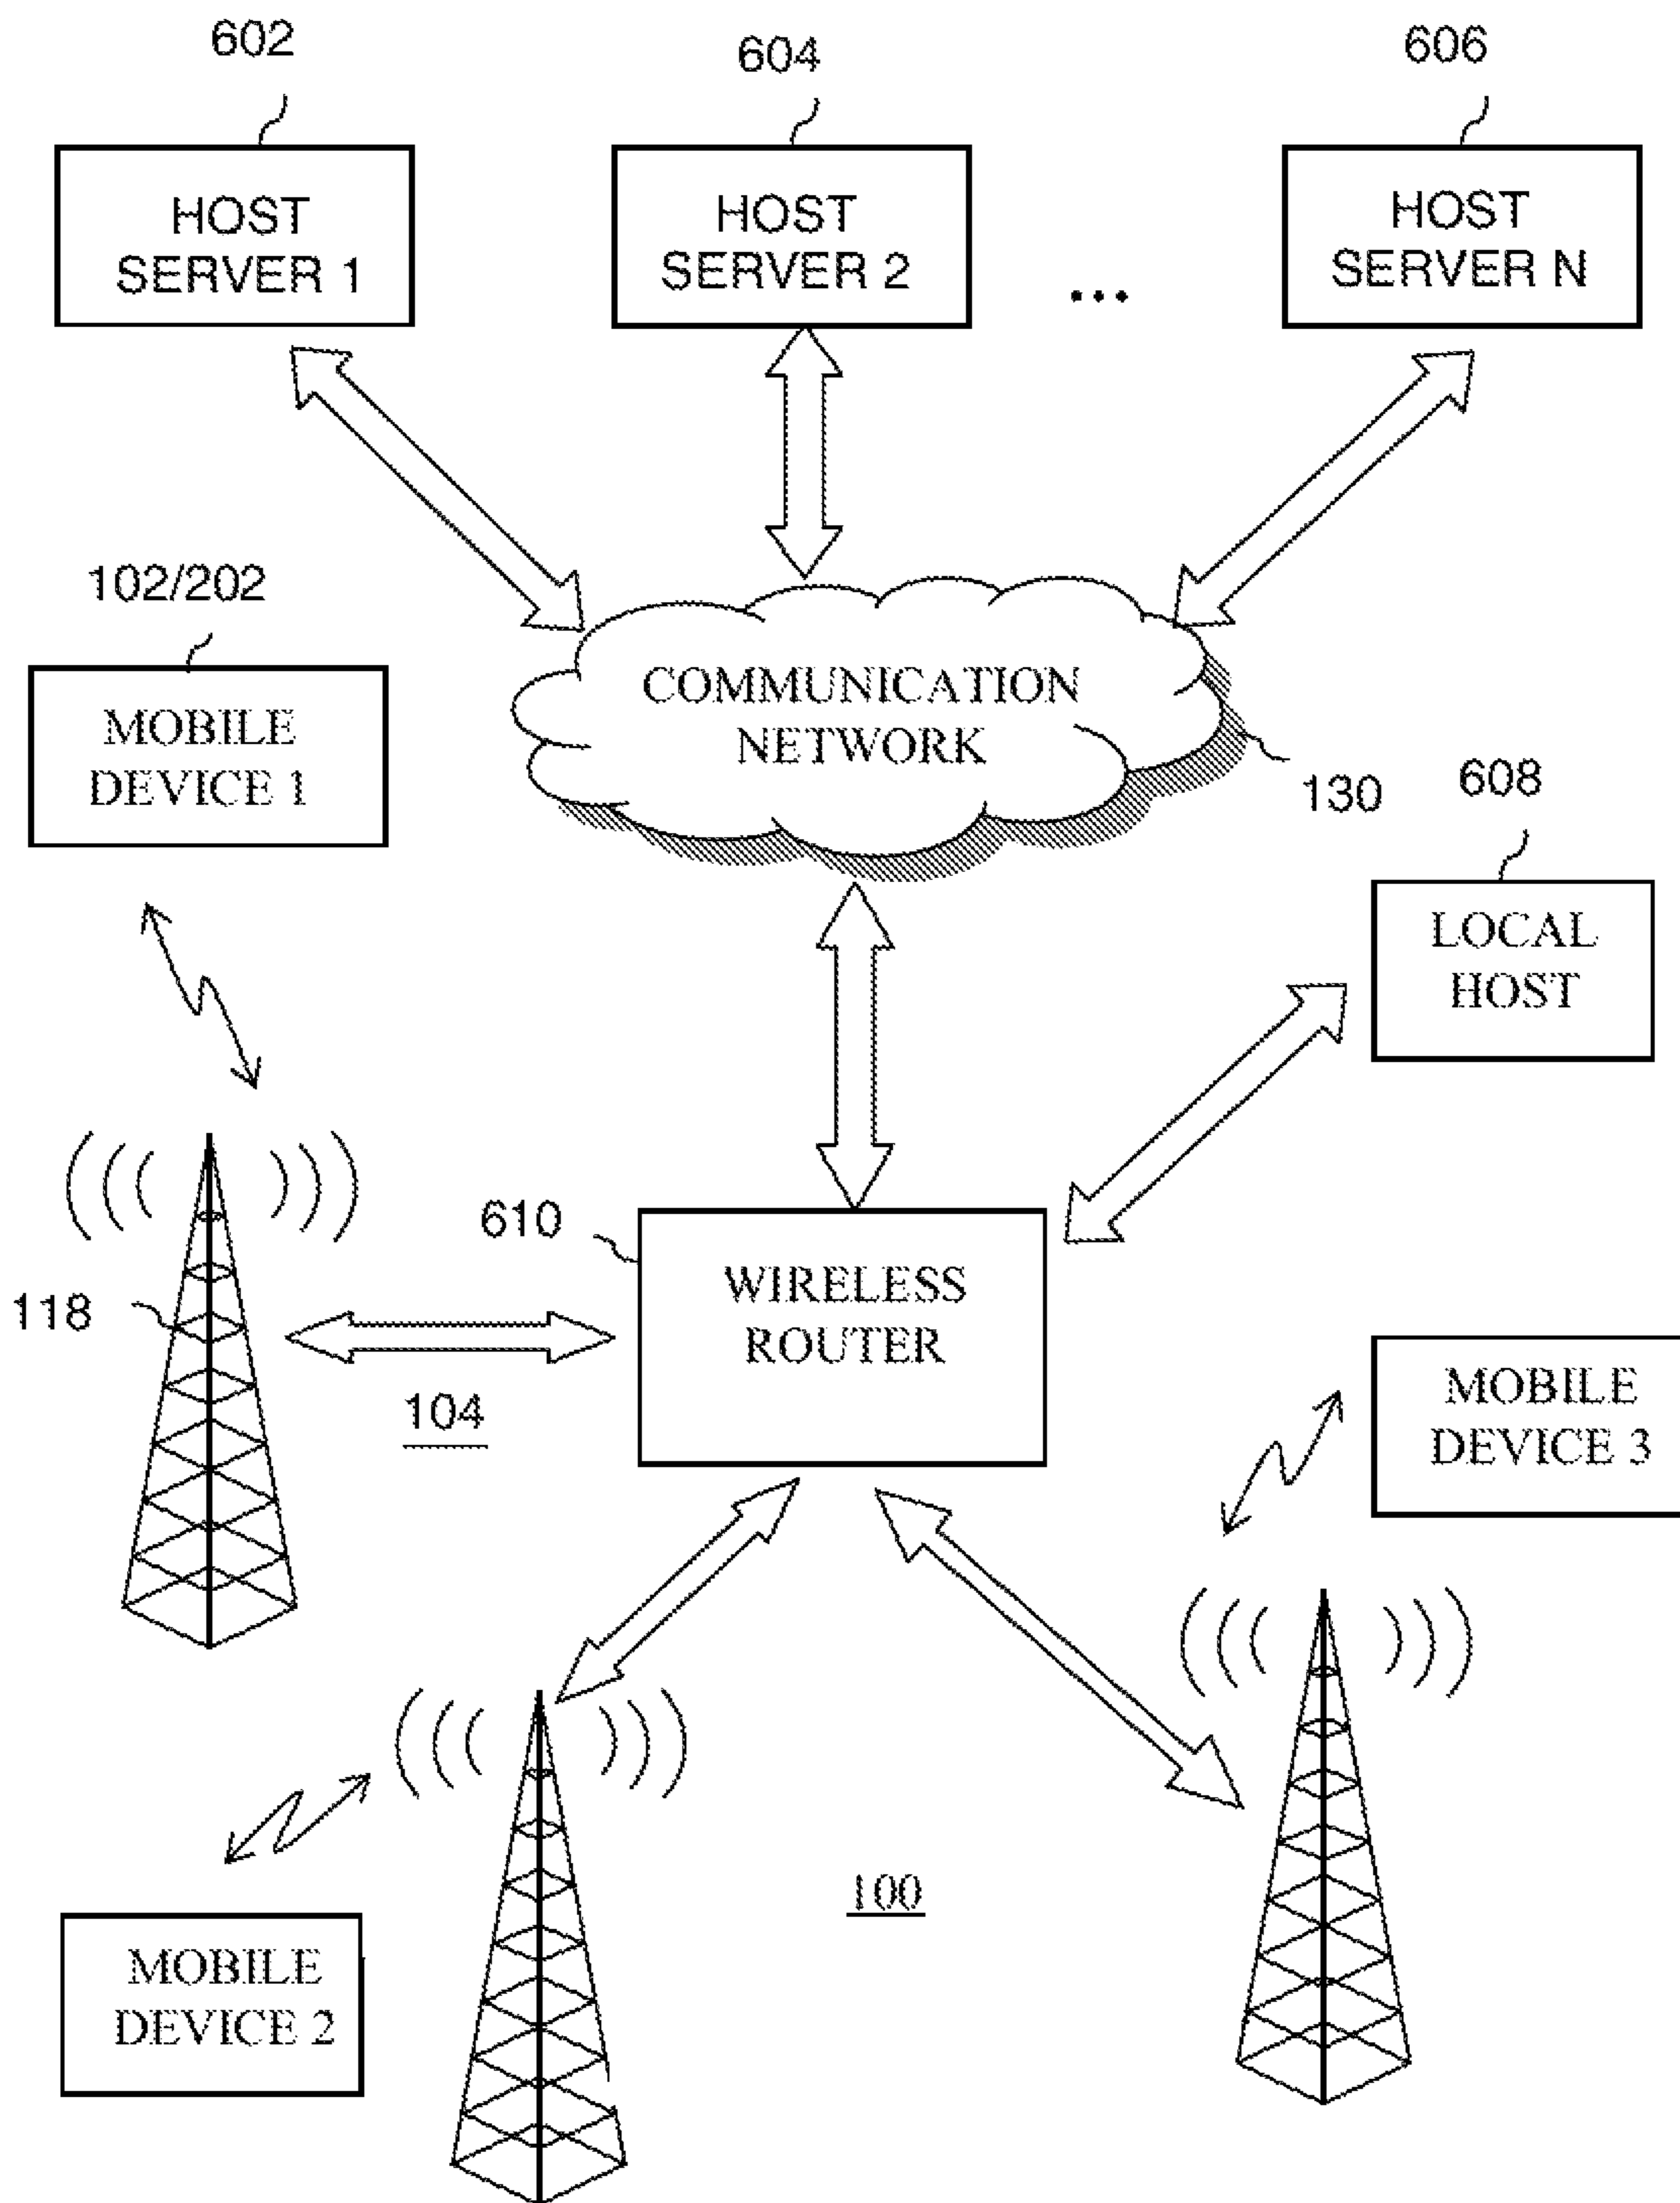 602
604
606
HOST
SERVER 1
HOST
SERVER 2
...
HOST
SERVER N
102/202
MOBILE
DEVICE 1
COMMUNICATION
NETWORK
130
608
LOCAL
HOST
610
WIRELESS
ROUTER
118
104
MOBILE
DEVICE 3
100
MOBILE
DEVICE 2